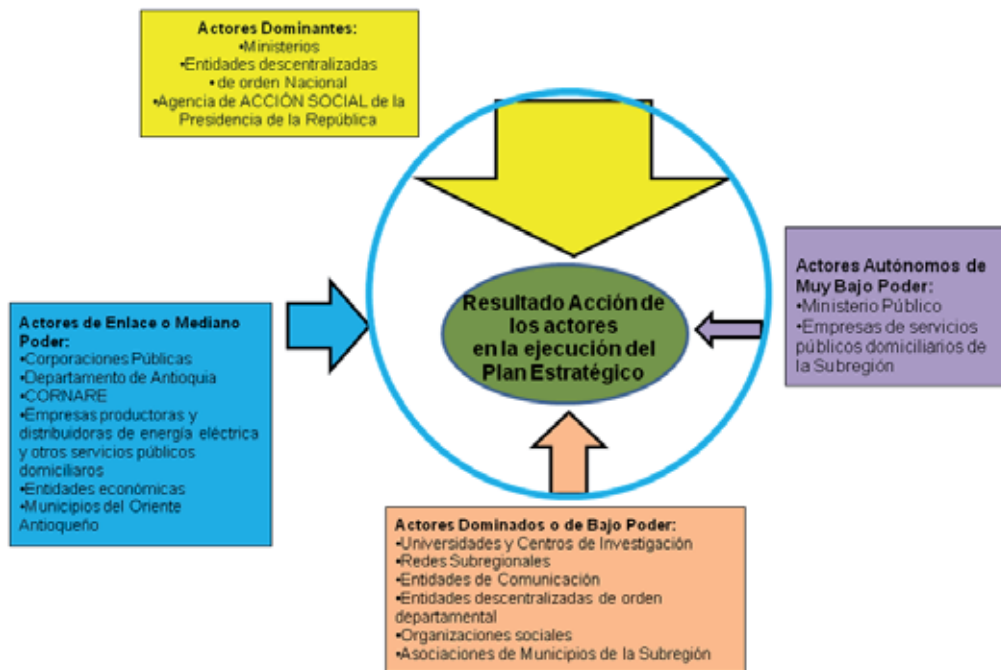 Actores Dominantes:
•Ministerios
•Entidades descentralizadas
• de orden Nacional
•Agencia de ACCIÓN SOCIAL de la
Presidencia de la República
Actores de Enlace o Mediano
Poder:
•Corporaciones Públicas
•Departamento de Antioquia
•CORNARE
•Empresas productoras y
distribuidoras de energía eléctrica
y otros servicios públicos
domiciliaros
•Entidades económicas
•Municipios del Oriente
Antioqueño
Resultado Acción de
los actores
en la ejecución del
Plan Estratégico
Actores Autónomos de
Muy Bajo Poder:
•Ministerio Público
•Empresas de servicios
públicos domiciliarios de
la Subregión
Actores Dominados o de Bajo Poder:
•Universidades y Centros de Investigación
•Redes Subregionales
•Entidades de Comunicación
•Entidades descentralizadas de orden
departamental
•Organizaciones sociales
•Asociaciones de Municipios de la Subregión